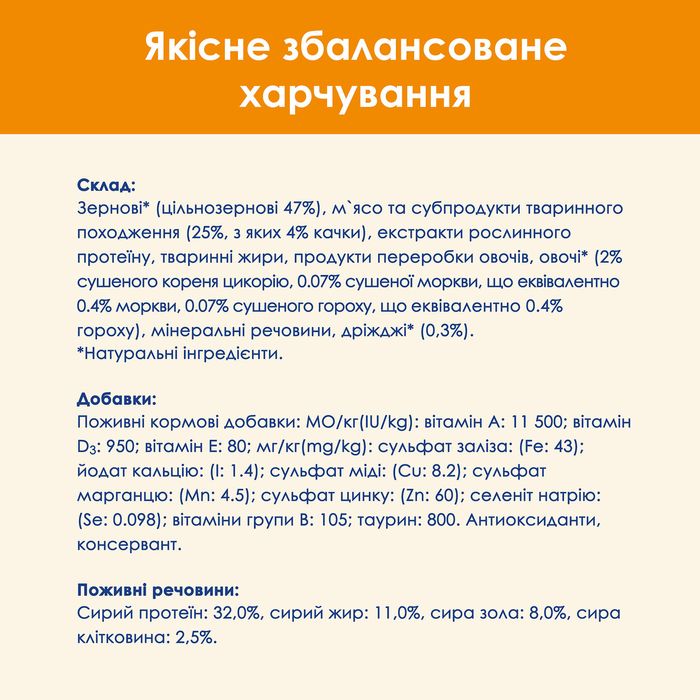 Якісне збалансоване
харчування
Склад:
Зернові* (цільнозернові 47%), м`ясо та субпродукти тваринного
походження (25%, з яких 4% качки), екстракти рослинного
протеїну, тваринні жири, продукти переробки овочів, овочі* (2%
сушеного кореня цикорію, 0.07% сушеної моркви, що еквівалентно
0.4% моркви, 0.07% сушеного гороху, що еквівалентно 0.4%
гороху), мінеральні речовини, дріжджі* (0,3%).
*Натуральні інгредієнти.
Добавки:
Поживні кормові добавки: МО/кг(IU/kg): вітамін А: 11 500; вітамін
D₃: 950; вітамін Е: 80; мг/кг(mg/kg): сульфат заліза: (Fe: 43);
йодат кальцію: (I: 1.4); сульфат міді: (Cu: 8.2); сульфат
марганцю: (Mn: 4.5); сульфат цинку: (Zn: 60); селеніт натрію:
(Se: 0.098); вітаміни групи В: 105; таурин: 800. Антиоксиданти,
консервант.
Поживні речовини:
Сирий протеїн: 32,0%, сирий жир: 11,0%, сира зола: 8,0%, сира
клітковина: 2,5%.